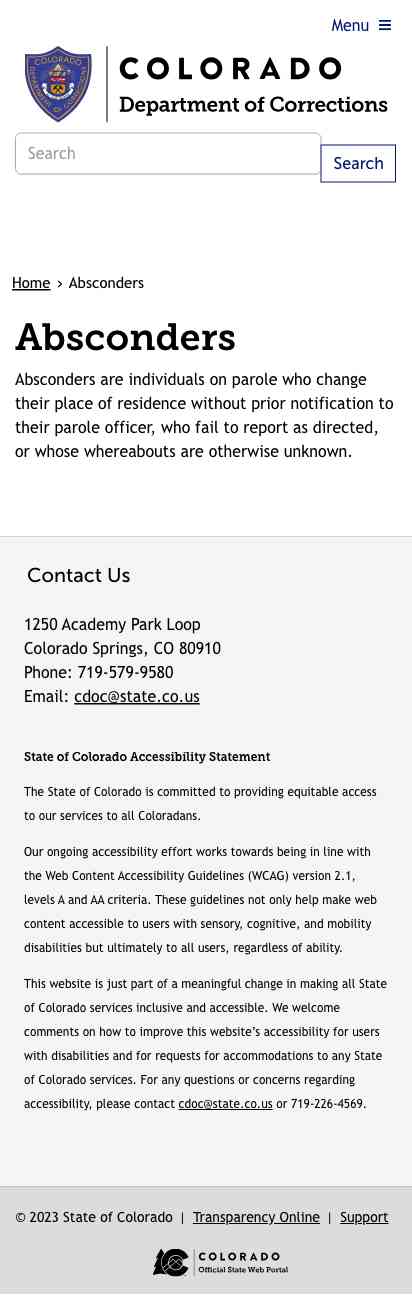 Menu ≡
COLORADO
Department of Corrections
Search
Search
Home › Absconders
Absconders
Absconders are individuals on parole who change
their place of residence without prior notification to
their parole officer, who fail to report as directed,
or whose whereabouts are otherwise unknown.
Contact Us
1250 Academy Park Loop
Colorado Springs, CO 80910
Phone: 719-579-9580
Email: cdoc@state.co.us
State of Colorado Accessibility Statement
The State of Colorado is committed to providing equitable access
to our services to all Coloradans.
Our ongoing accessibility effort works towards being in line with
the Web Content Accessibility Guidelines (WCAG) version 2.1,
levels A and AA criteria. These guidelines not only help make web
content accessible to users with sensory, cognitive, and mobility
disabilities but ultimately to all users, regardless of ability.
This website is just part of a meaningful change in making all State
of Colorado services inclusive and accessible. We welcome
comments on how to improve this website's accessibility for users
with disabilities and for requests for accommodations to any State
of Colorado services. For any questions or concerns regarding
accessibility, please contact cdoc@state.co.us or 719-226-4569.
© 2023 State of Colorado | Transparency Online | Support
COLORADO
Official State Web Portal